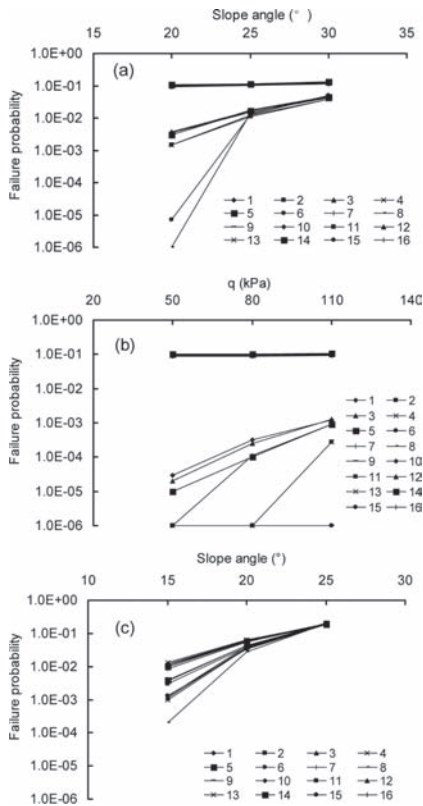 Slope angle (° )
15 20 25 30 35
1.0E+00
1.0E-01
1.0E-02
1.0E-03
1.0E-04
1.0E-05
1.0E-06
Failure probability
(a)
1 2 3 4
5 6 7 8
9 10 11 12
13 14 15 16
q (kPa)
20 50 80 110 140
1.0E+00
1.0E-01
1.0E-02
1.0E-03
1.0E-04
1.0E-05
1.0E-06
Failure probability
(b)
1 2
3 4
5 6
7 8
9 10
11 12
13 14
15 16
Slope angle (°)
10 15 20 25 30
1.0E+00
1.0E-01
1.0E-02
1.0E-03
1.0E-04
1.0E-05
1.0E-06
Failure probability
(c)
1 2 3 4
5 6 7 8
9 10 11 12
13 14 15 16